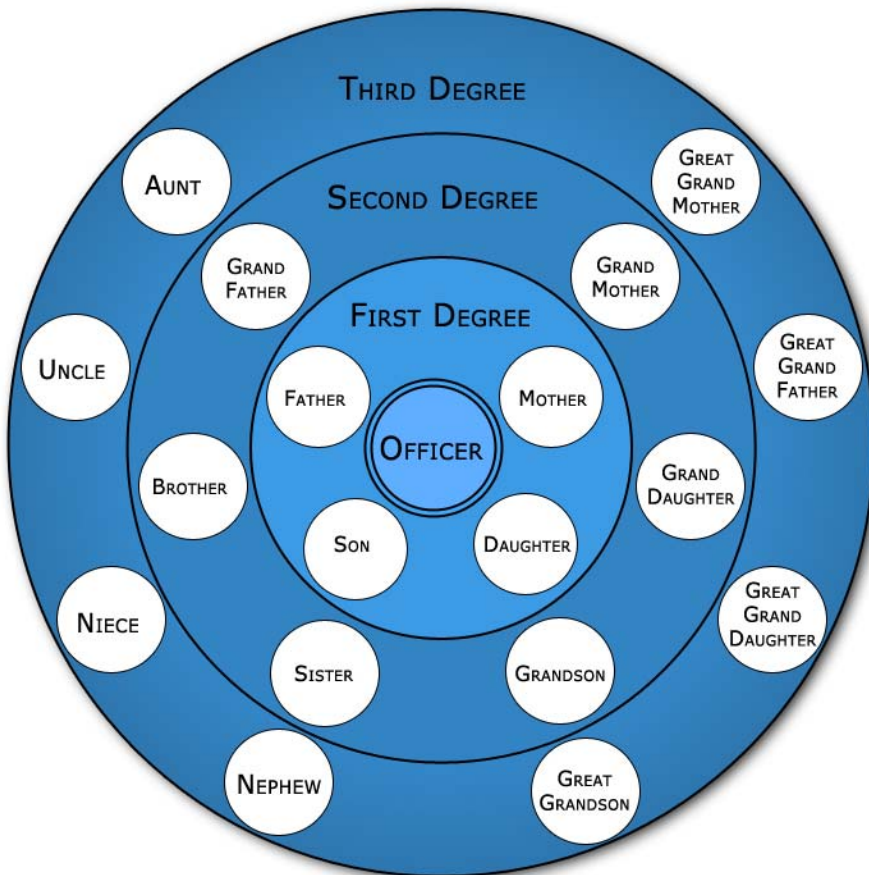 THIRD DEGREE
AUNT
GREAT
GRAND
MOTHER
SECOND DEGREE
GRAND
FATHER
GRAND
MOTHER
FIRST DEGREE
UNCLE
GREAT
GRAND
FATHER
FATHER
MOTHER
OFFICER
BROTHER
GRAND
DAUGHTER
SON
DAUGHTER
NIECE
GREAT
GRAND
DAUGHTER
SISTER
GRANDSON
NEPHEW
GREAT
GRANDSON